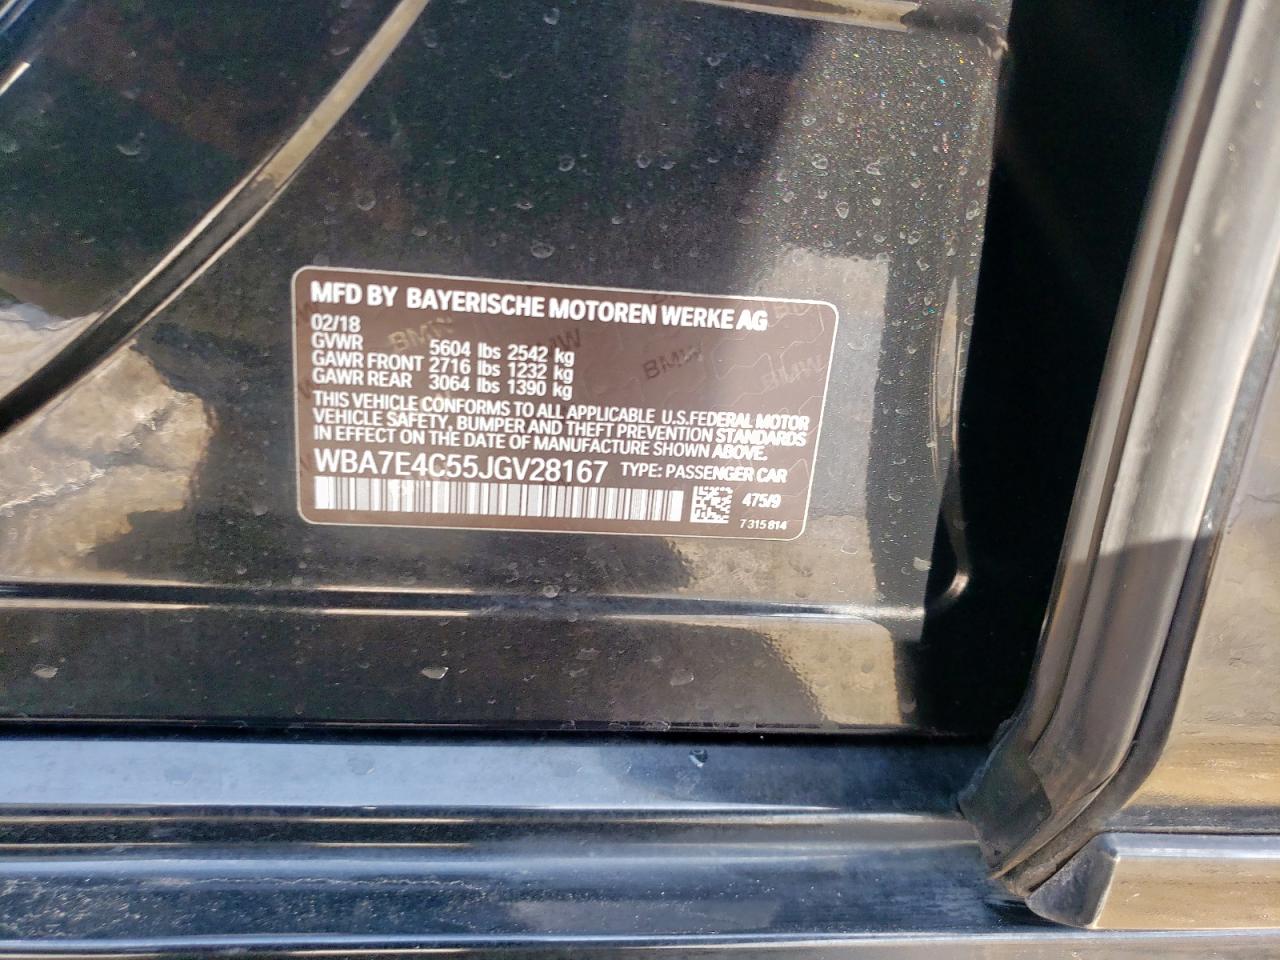 MFD BY BAYERISCHE MOTOREN WERKE AG
02/18
GVWR 5604 lbs 2542 kg
GAWR FRONT 2716 lbs 1232 kg
GAWR REAR 3064 lbs 1390 kg
THIS VEHICLE CONFORMS TO ALL APPLICABLE U.S.FEDERAL MOTOR
VEHICLE SAFETY, BUMPER AND THEFT PREVENTION STANDARDS
IN EFFECT ON THE DATE OF MANUFACTURE SHOWN ABOVE.
WBA7E4C55JGV28167 TYPE: PASSENGER CAR
475/9
7 315 814